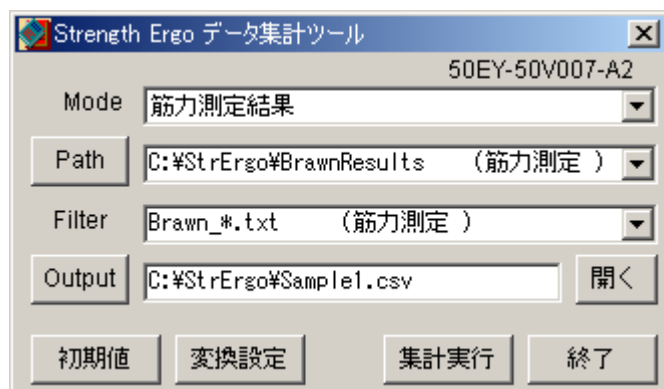 Strength Ergo データ集計ツール
50EY-50V007-A2
Mode 筋力測定結果
Path C:¥StrErgo¥BrawnResults (筋力測定 )
Filter Brawn_*.txt (筋力測定 )
Output C:¥StrErgo¥Sample1.csv 開く
初期値 変換設定 集計実行 終了